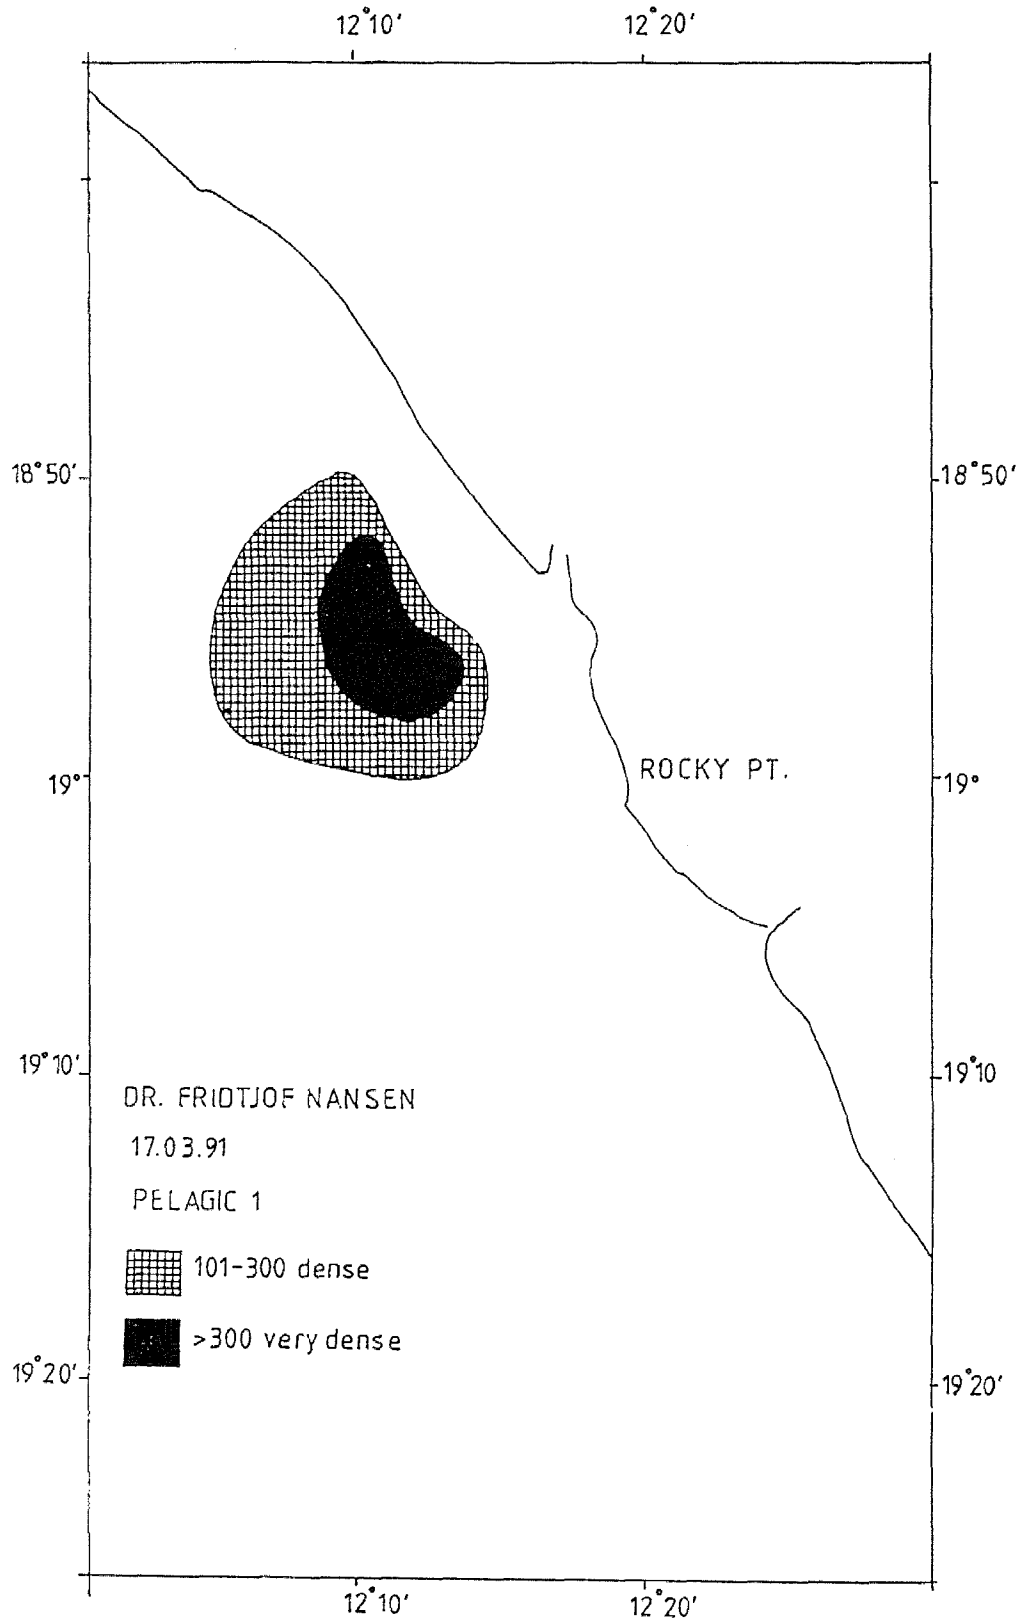 12°10′ 12°20′
18°50′ 18°50′
ROCKY PT.
19° 19°
19°10′ 19°10
DR. FRIDTJOF NANSEN
17.03.91
PELAGIC 1
101-300 dense
>300 very dense
19°20′ 19°20′
12°10′ 12°20′